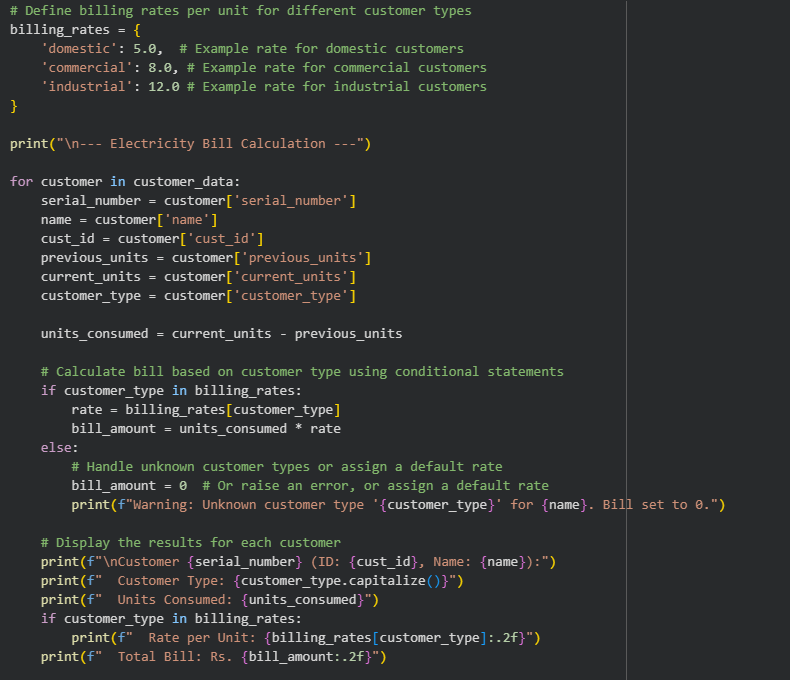 # Define billing rates per unit for different customer types
billing_rates = {
    'domestic': 5.0,  # Example rate for domestic customers
    'commercial': 8.0, # Example rate for commercial customers
    'industrial': 12.0 # Example rate for industrial customers
}

print("\n--- Electricity Bill Calculation ---")

for customer in customer_data:
    serial_number = customer['serial_number']
    name = customer['name']
    cust_id = customer['cust_id']
    previous_units = customer['previous_units']
    current_units = customer['current_units']
    customer_type = customer['customer_type']

    units_consumed = current_units - previous_units

    # Calculate bill based on customer type using conditional statements
    if customer_type in billing_rates:
        rate = billing_rates[customer_type]
        bill_amount = units_consumed * rate
    else:
        # Handle unknown customer types or assign a default rate
        bill_amount = 0  # Or raise an error, or assign a default rate
        print(f"Warning: Unknown customer type '{customer_type}' for {name}. Bill set to 0.")

    # Display the results for each customer
    print(f"\nCustomer {serial_number} (ID: {cust_id}, Name: {name}):")
    print(f"  Customer Type: {customer_type.capitalize()}")
    print(f"  Units Consumed: {units_consumed}")
    if customer_type in billing_rates:
        print(f"  Rate per Unit: {billing_rates[customer_type]:.2f}")
    print(f"  Total Bill: Rs. {bill_amount:.2f}")